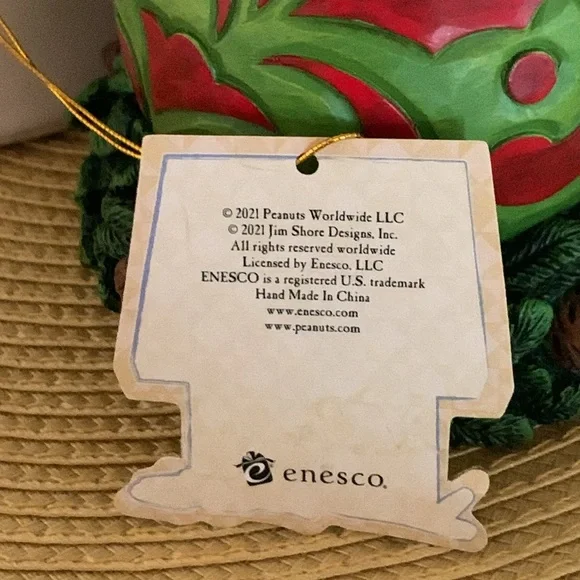 © 2021 Peanuts Worldwide LLC
© 2021 Jim Shore Designs, Inc.
All rights reserved worldwide
Licensed by Enesco, LLC
ENESCO is a registered U.S. trademark
Hand Made In China
www.enesco.com
www.peanuts.com
enesco®